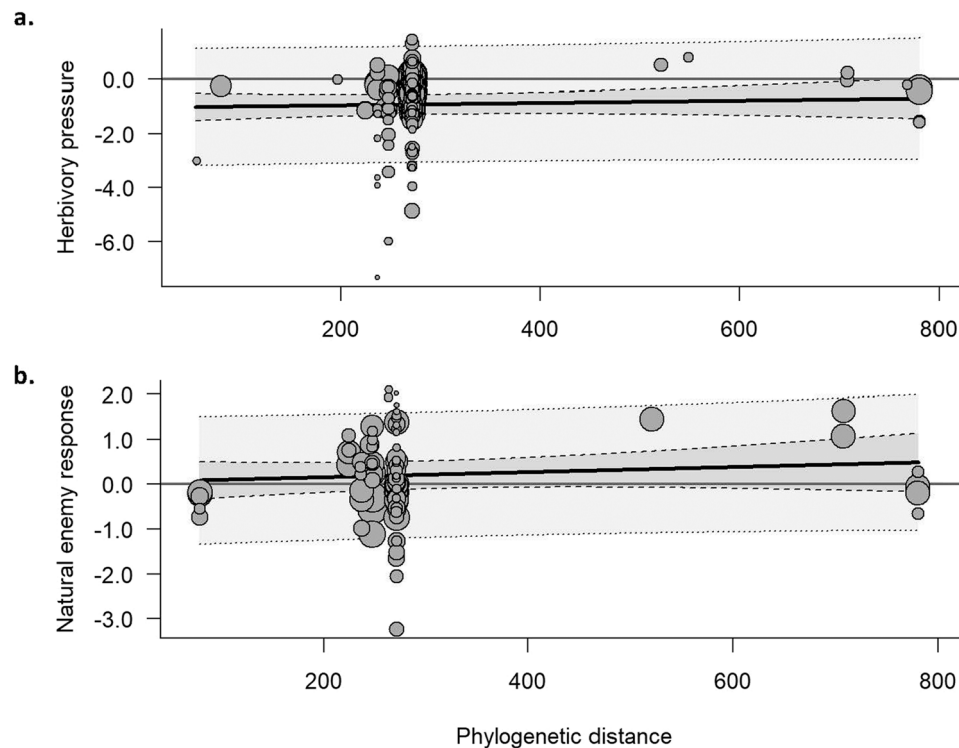 a.
Herbivory pressure
0.0
-2.0
-4.0
-6.0
200 400 600 800
b.
Natural enemy response
2.0
1.0
0.0
-1.0
-2.0
-3.0
200 400 600 800
Phylogenetic distance